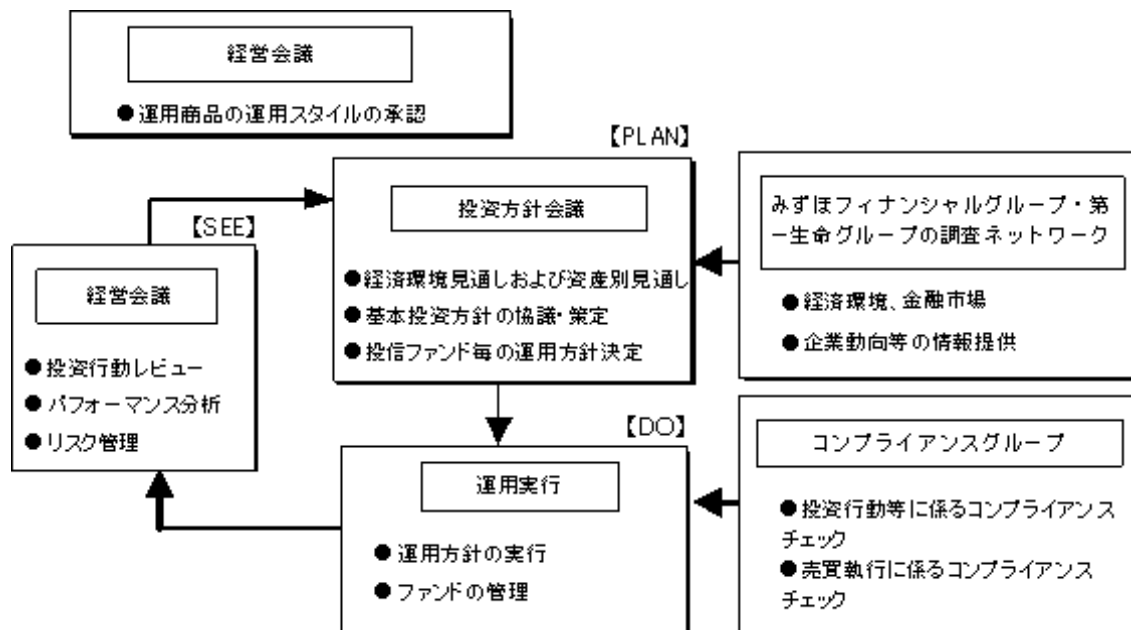 経営会議
●運用商品の運用スタイルの承認
【PLAN】
投資方針会議
●経済環境見通しおよび資産別見通し
●基本投資方針の協議・策定
●投信ファンド毎の運用方針決定
みずほフィナンシャルグループ・第
一生命グループの調査ネットワーク
●経済環境、金融市場
●企業動向等の情報提供
【SEE】
経営会議
●投資行動レビュー
●パフォーマンス分析
●リスク管理
【DO】
運用実行
●運用方針の実行
●ファンドの管理
コンプライアンスグループ
●投資行動等に係るコンプライアンス
チェック
●売買執行に係るコンプライアンス
チェック